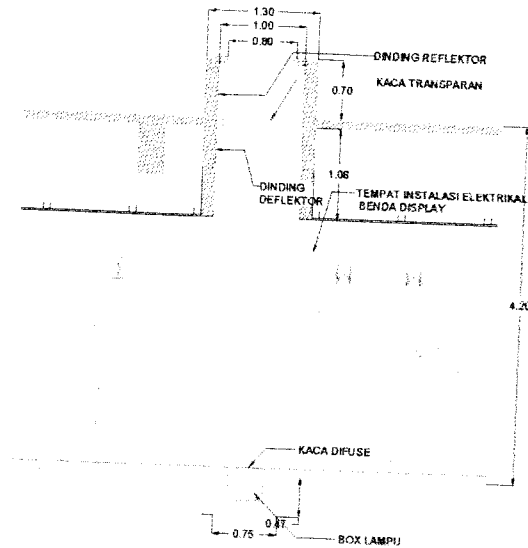 1.30
1.00
0.80
DINDING REFLEKTOR
KACA TRANSPARAN
0.70
1.06
DINDING
DEFLEKTOR
TEMPAT INSTALASI ELEKTRIKAL
BENDA DISPLAY
4.20
KACA DIFUSE
0.75
0.47
BOX LAMPU